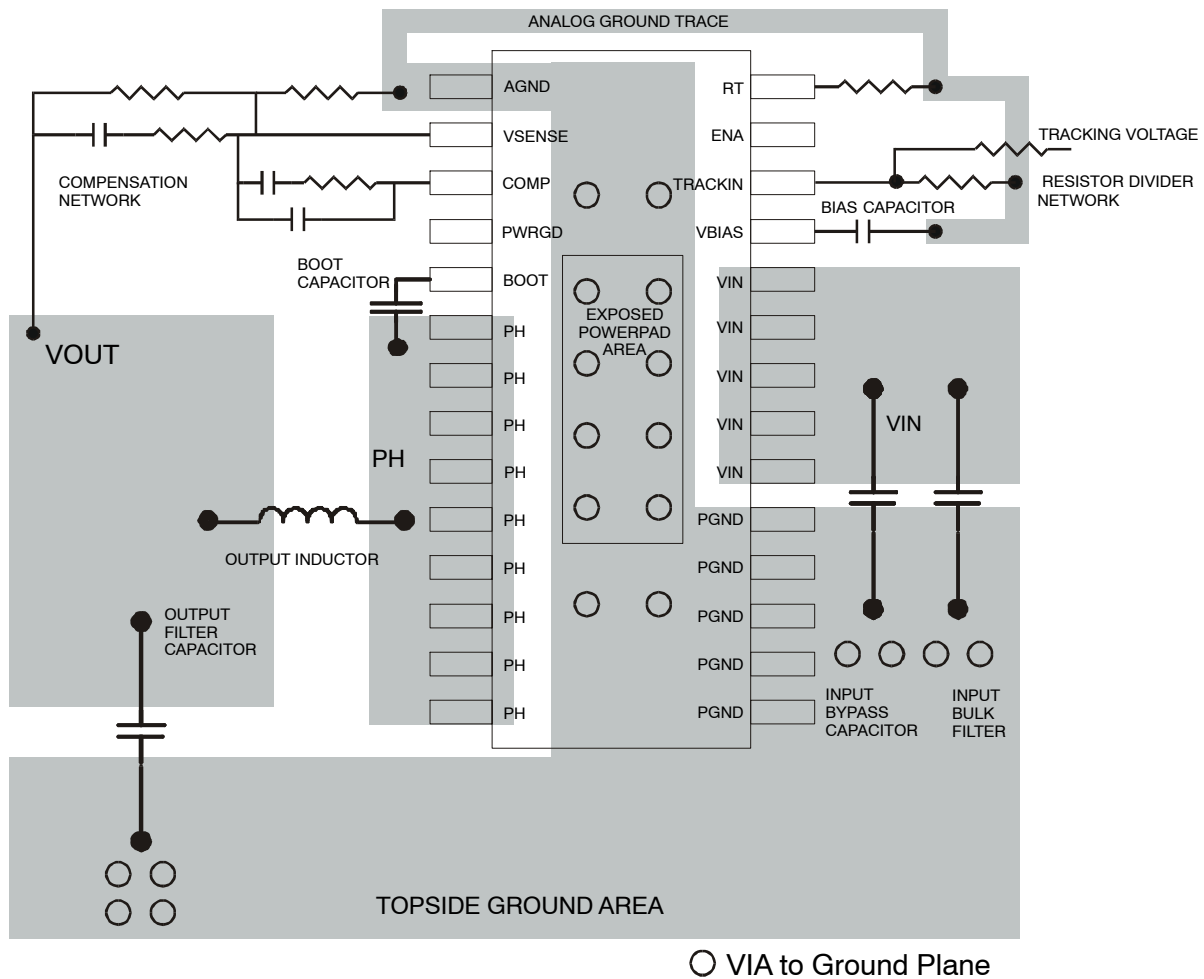 ANALOG GROUND TRACE
AGND
RT
VSENSE
ENA
TRACKING VOLTAGE
COMPENSATION
NETWORK
COMP
TRACKIN
RESISTOR DIVIDER
NETWORK
BIAS CAPACITOR
PWRGD
VBIAS
BOOT
CAPACITOR
BOOT
VIN
EXPOSED
POWERPAD
AREA
PH
VIN
VOUT
PH
VIN
PH
VIN
VIN
PH
PH
VIN
PH
PGND
OUTPUT INDUCTOR
PH
PGND
OUTPUT
FILTER
CAPACITOR
PH
PGND
PH
PGND
PH
PGND
INPUT
BYPASS
CAPACITOR
INPUT
BULK
FILTER
TOPSIDE GROUND AREA
VIA to Ground Plane